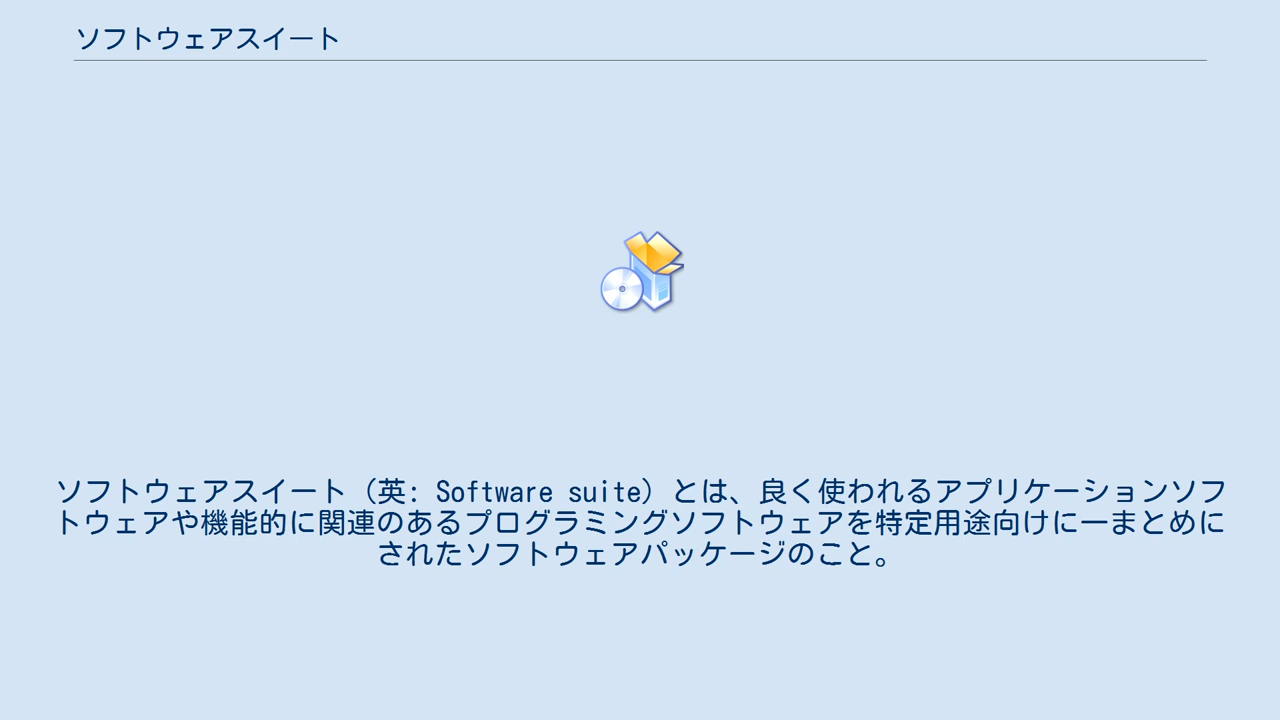 ソフトウェアスイート
ソフトウェアスイート（英: Software suite）とは、良く使われるアプリケーションソフ
トウェアや機能的に関連のあるプログラミングソフトウェアを特定用途向けに一まとめに
されたソフトウェアパッケージのこと。